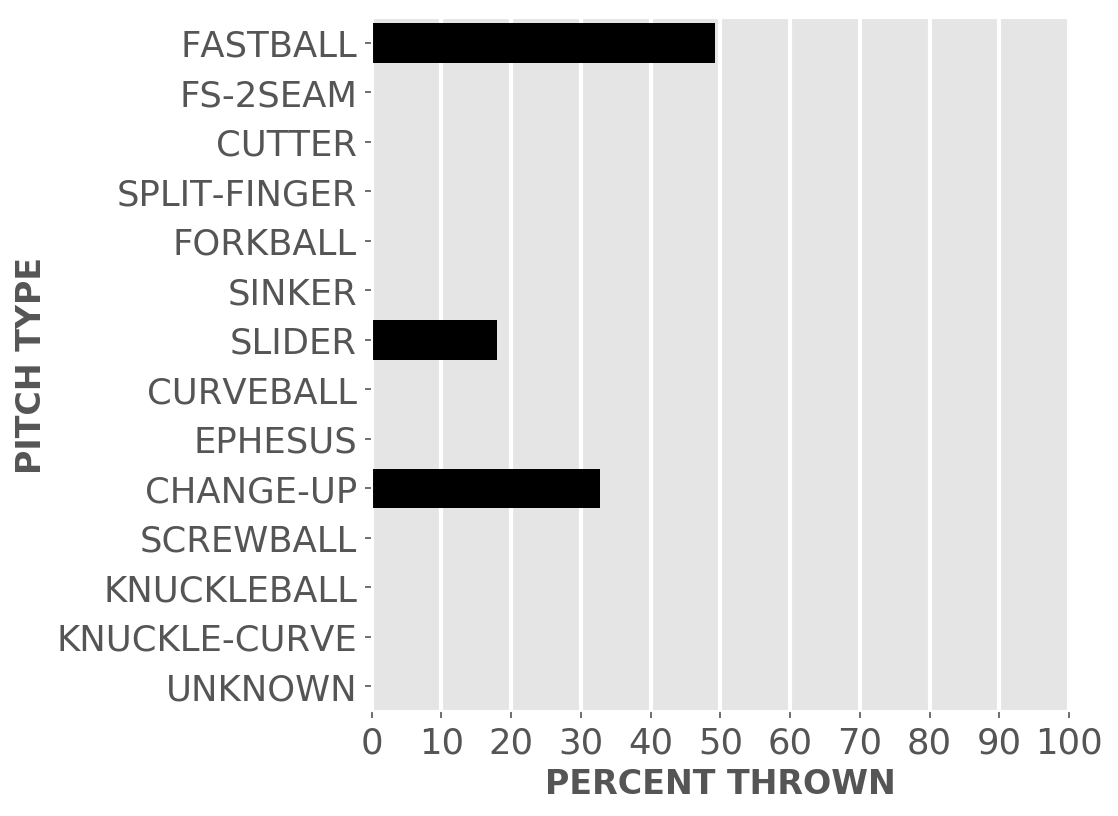 FASTBALL
FS-2SEAM
CUTTER
SPLIT-FINGER
FORKBALL
SINKER
SLIDER
CURVEBALL
EPHESUS
CHANGE-UP
SCREWBALL
KNUCKLEBALL
KNUCKLE-CURVE
UNKNOWN
PITCH TYPE
0 10 20 30 40 50 60 70 80 90 100
PERCENT THROWN